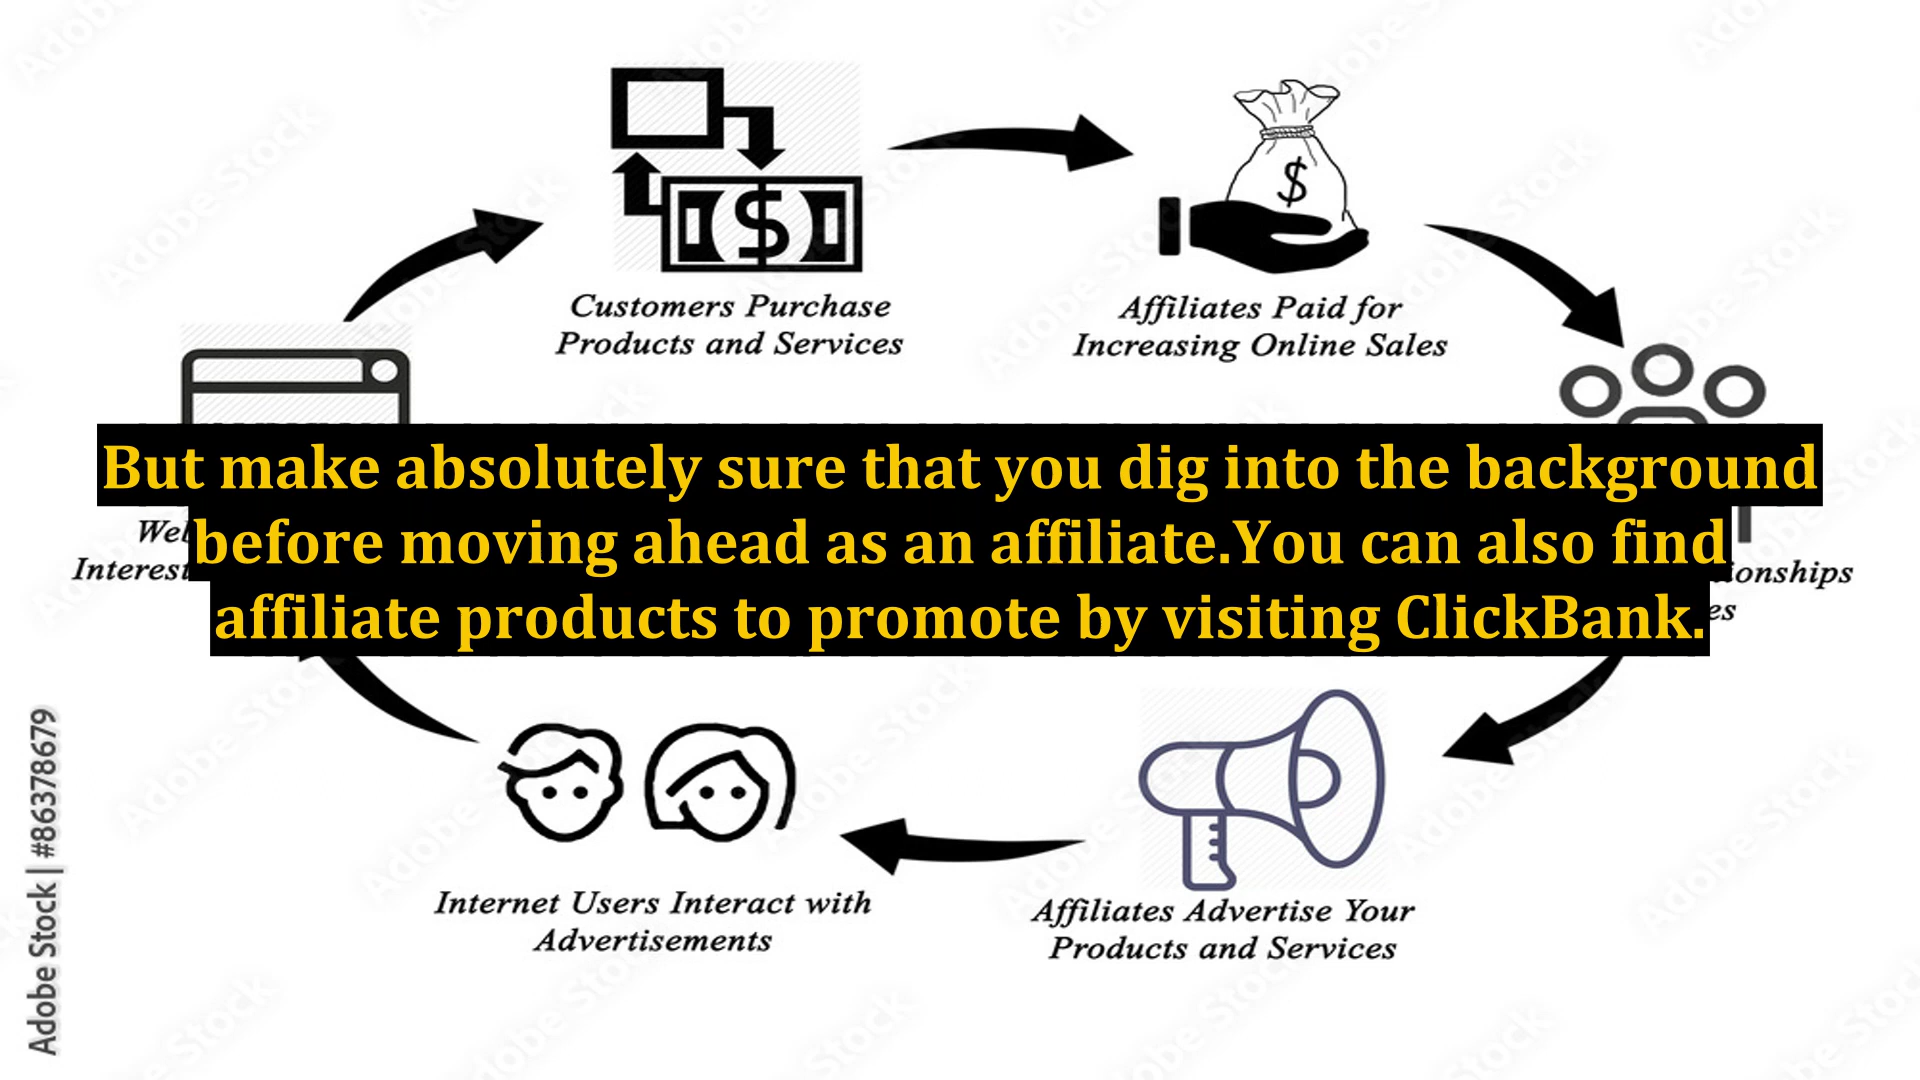 Customers Purchase
Products and Services
Affiliates Paid for
Increasing Online Sales
But make absolutely sure that you dig into the background
before moving ahead as an affiliate.You can also find
affiliate products to promote by visiting ClickBank.
Internet Users Interact with
Advertisements
Affiliates Advertise Your
Products and Services
Adobe Stock | #86378679
Adobe Stock